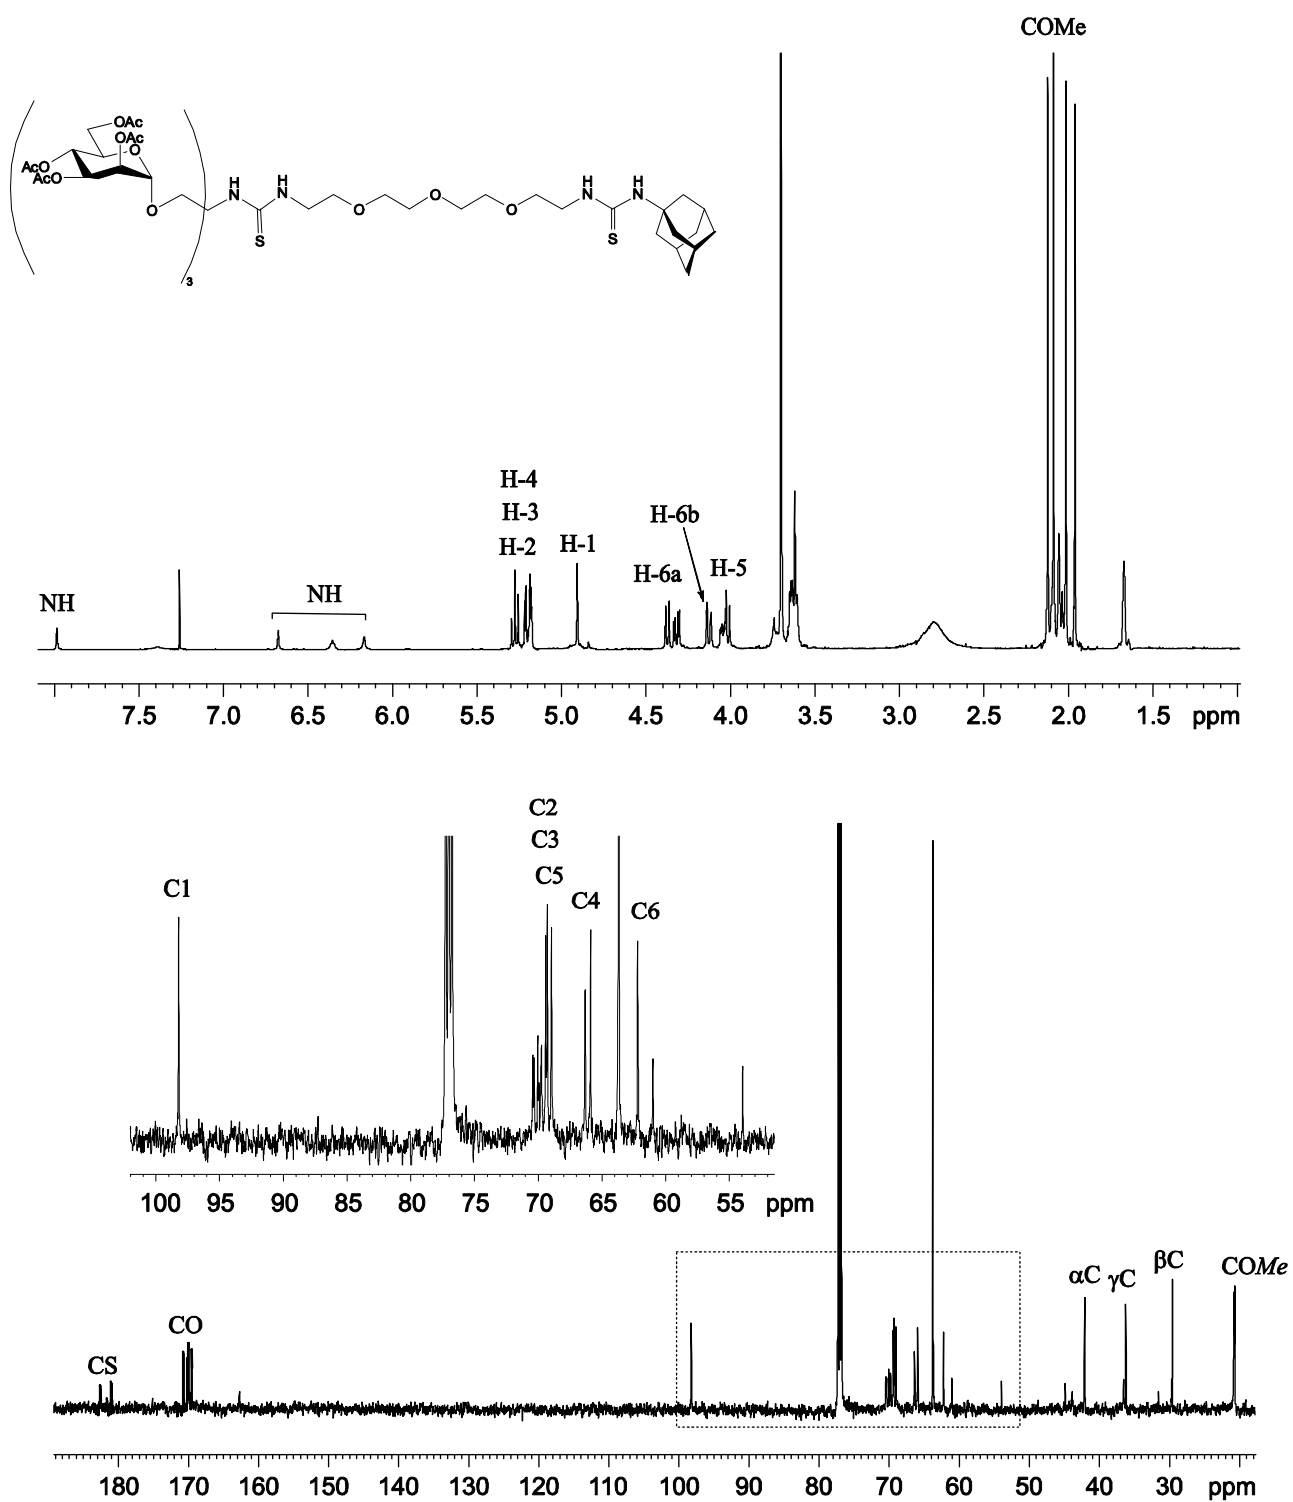 COMe
OAc
OAc
AcO
O
AcO
O
H
N
H
N
S
O
O
O
H
N
H
N
S
3
H-4
H-3
H-2
H-1
H-6b
H-6a
H-5
NH
NH
7.5 7.0 6.5 6.0 5.5 5.0 4.5 4.0 3.5 3.0 2.5 2.0 1.5 ppm
C2
C3
C5
C1
C4
C6
100 95 90 85 80 75 70 65 60 55 ppm
CS
CO
αC
γC
βC
COMe
180 170 160 150 140 130 120 110 100 90 80 70 60 50 40 30 ppm